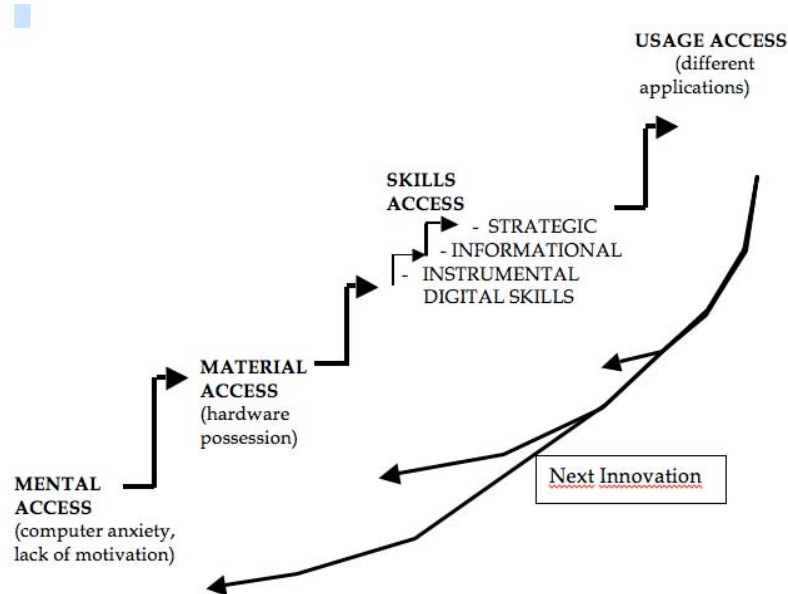 USAGE ACCESS
(different
applications)
SKILLS
ACCESS
- STRATEGIC
- INFORMATIONAL
- INSTRUMENTAL
DIGITAL SKILLS
MATERIAL
ACCESS
(hardware
possession)
MENTAL
ACCESS
(computer anxiety,
lack of motivation)
Next Innovation